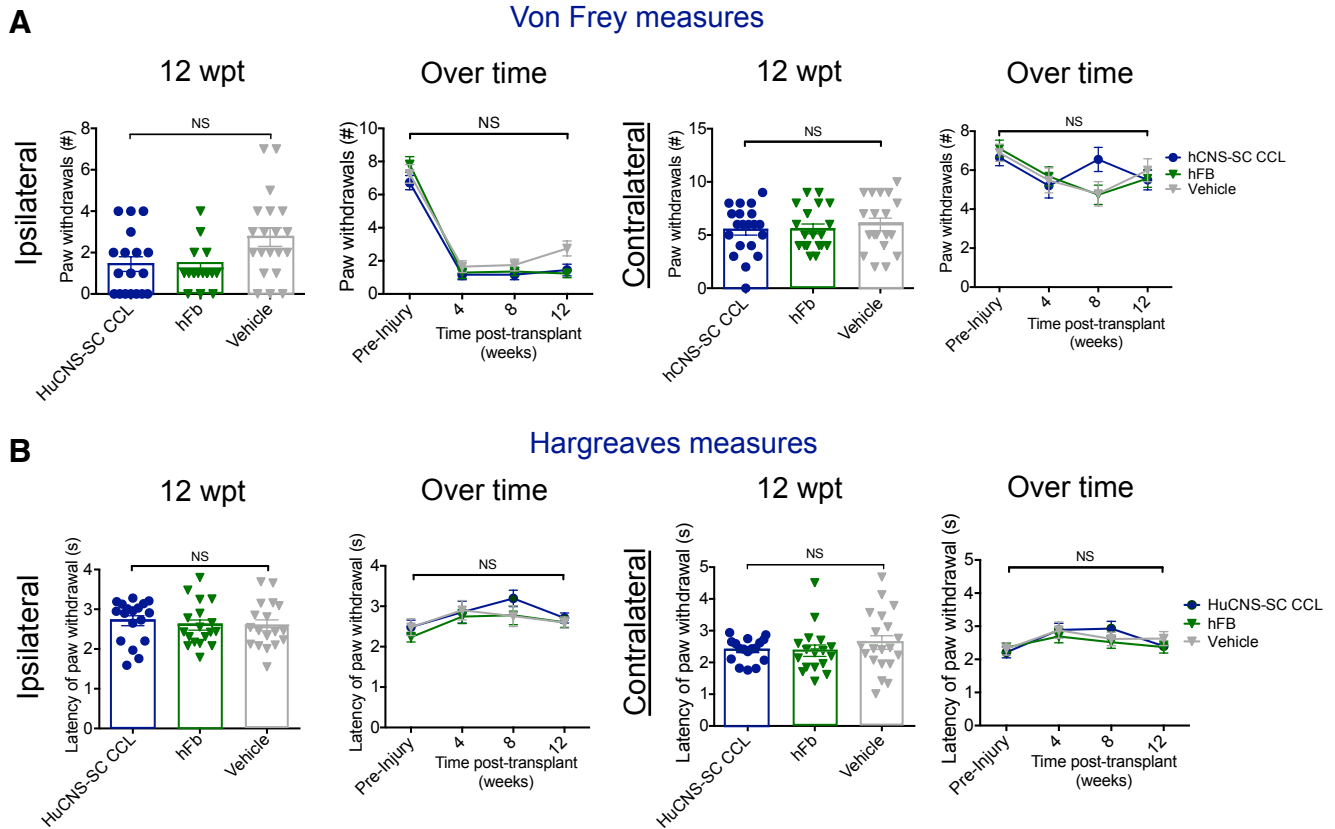 A
Von Frey measures
12 wpt
Over time
12 wpt
Over time
Ipsilateral
Paw withdrawals (#)
8
6
4
2
0
NS
HuCNS-SC CCL
hFb
Vehicle
Paw withdrawals (#)
10
8
6
4
2
0
NS
Pre-Injury
4
8
12
Time post-transplant
(weeks)
Contralateral
Paw withdrawals (#)
15
10
5
0
NS
hCNS-SC CCL
hFb
Vehicle
Paw withdrawals (#)
8
6
4
2
0
NS
Pre-Injury
4
8
12
Time post-transplant
(weeks)
hCNS-SC CCL
hFB
Vehicle
B
Hargreaves measures
12 wpt
Over time
12 wpt
Over time
Ipsilateral
Latency of paw withdrawal (s)
4
3
2
1
0
NS
HuCNS-SC CCL
hFb
Vehicle
Latency of paw withdrawal (s)
4
3
2
1
0
NS
Pre-Injury
4
8
12
Time post-transplant
(weeks)
Contralateral
Latency of paw withdrawal (s)
5
4
3
2
1
0
NS
HuCNS-SC CCL
hFb
Vehicle
Latency of paw withdrawal (s)
5
4
3
2
1
0
NS
Pre-Injury
4
8
12
Time post-transplant
(weeks)
HuCNS-SC CCL
hFB
Vehicle